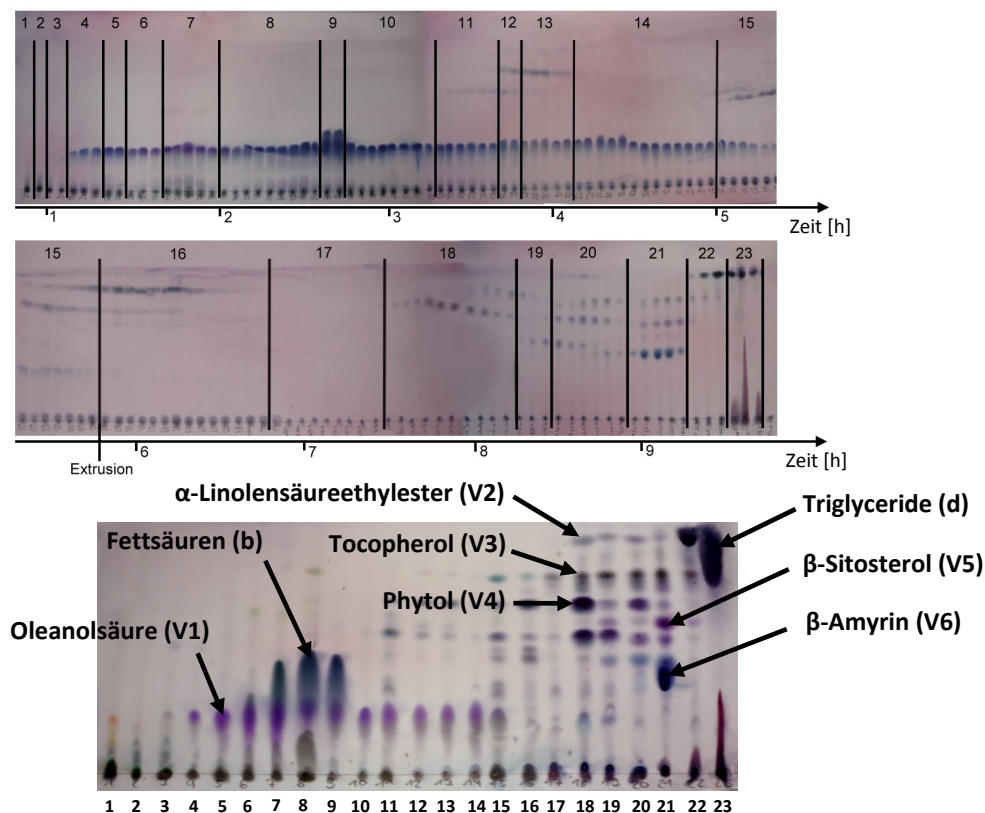 1 2 3 4 5 6 7 8 9 10 11 12 13 14 15
1 2 3 4 5
Zeit [h]
15 16 17 18 19 20 21 22 23
6 7 8 9
Extrusion
Zeit [h]
α-Linolensäureethylester (V2)
Triglyceride (d)
Fettsäuren (b)
Tocopherol (V3)
β-Sitosterol (V5)
Phytol (V4)
β-Amyrin (V6)
Oleanolsäure (V1)
1 2 3 4 5 6 7 8 9 10 11 12 13 14 15 16 17 18 19 20 21 22 23